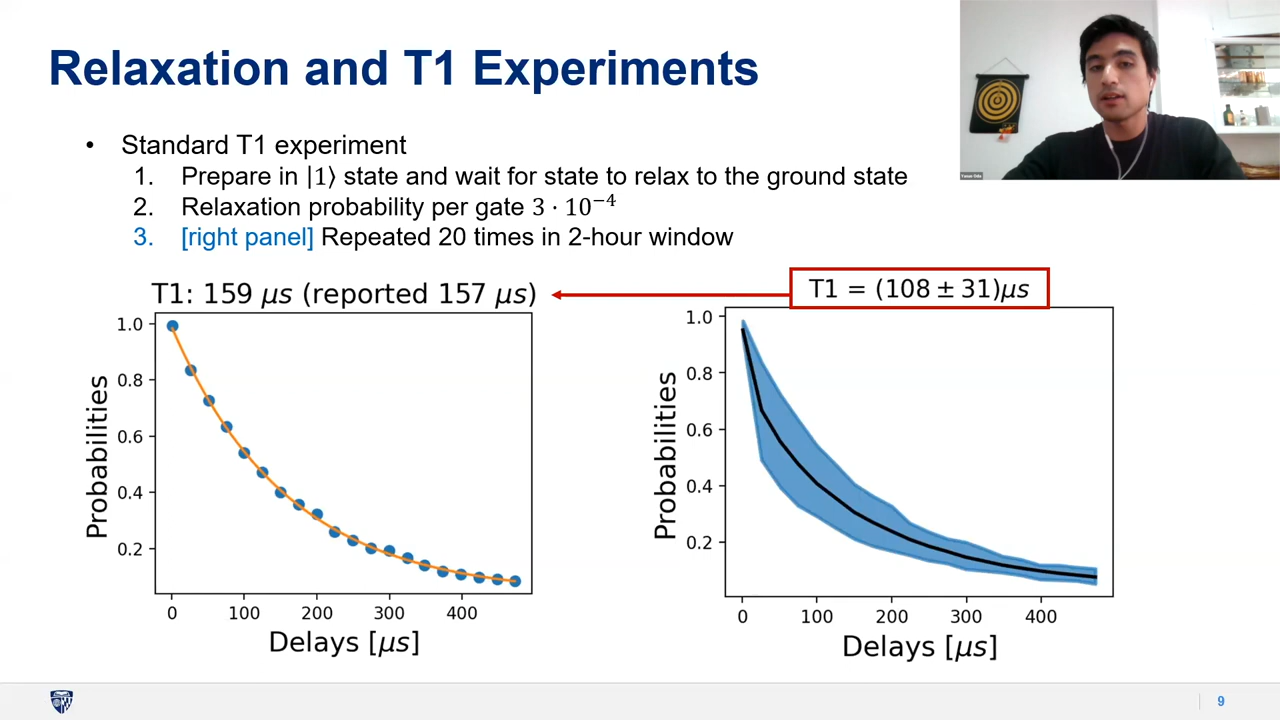 Relaxation and T1 Experiments
• Standard T1 experiment
1. Prepare in |1⟩ state and wait for state to relax to the ground state
2. Relaxation probability per gate 3 · 10⁻⁴
3. [right panel] Repeated 20 times in 2-hour window
T1: 159 μs (reported 157 μs)
T1 = (108 ± 31)μs
Probabilities
1.0
0.8
0.6
0.4
0.2
0 100 200 300 400
Delays [μs]
Probabilities
1.0
0.8
0.6
0.4
0.2
0 100 200 300 400
Delays [μs]
9